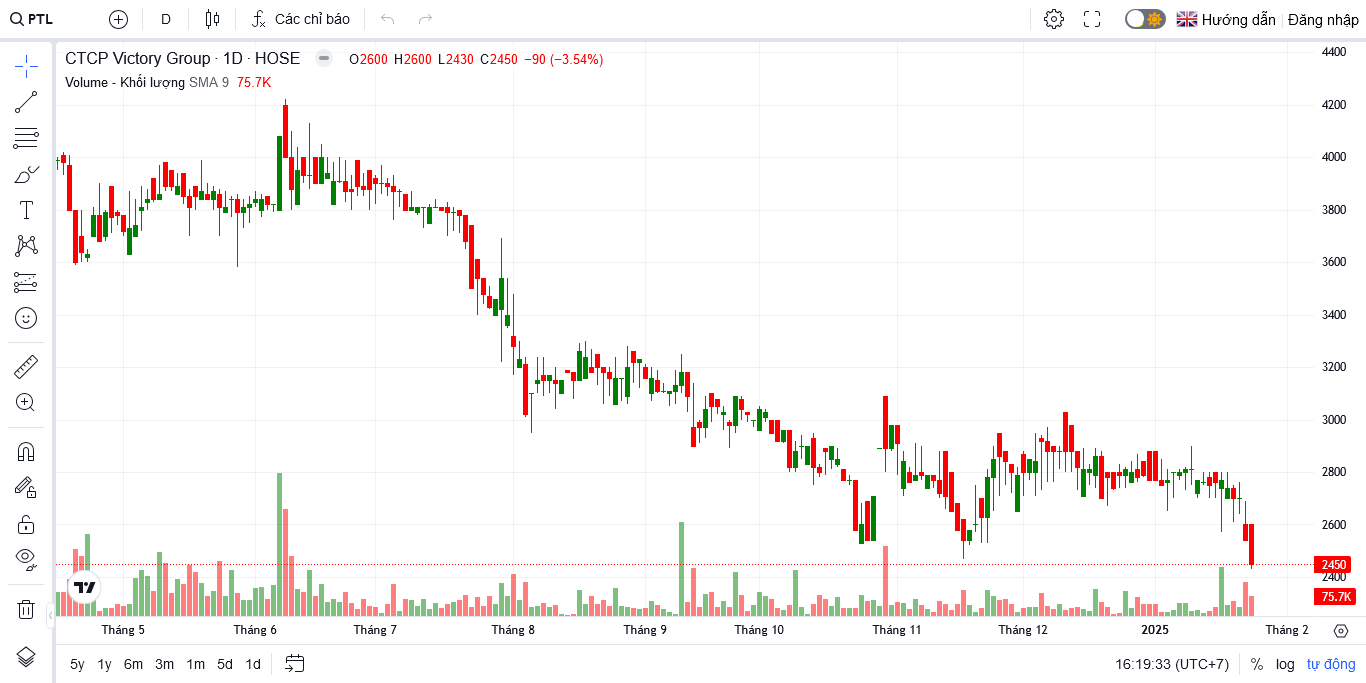 PTL D Các chỉ báo Hướng dẫn Đăng nhập
CTCP Victory Group · 1D · HOSE O2600 H2600 L2430 C2450 −90 (−3.54%)
Volume - Khối lượng SMA 9 75.7K
4400
4200
4000
3800
3600
3400
3200
3000
2800
2600
2450
2400
75.7K
Tháng 5 Tháng 6 Tháng 7 Tháng 8 Tháng 9 Tháng 10 Tháng 11 Tháng 12 2025 Tháng 2
5y 1y 6m 3m 1m 5d 1d 16:19:33 (UTC+7) % log tự động